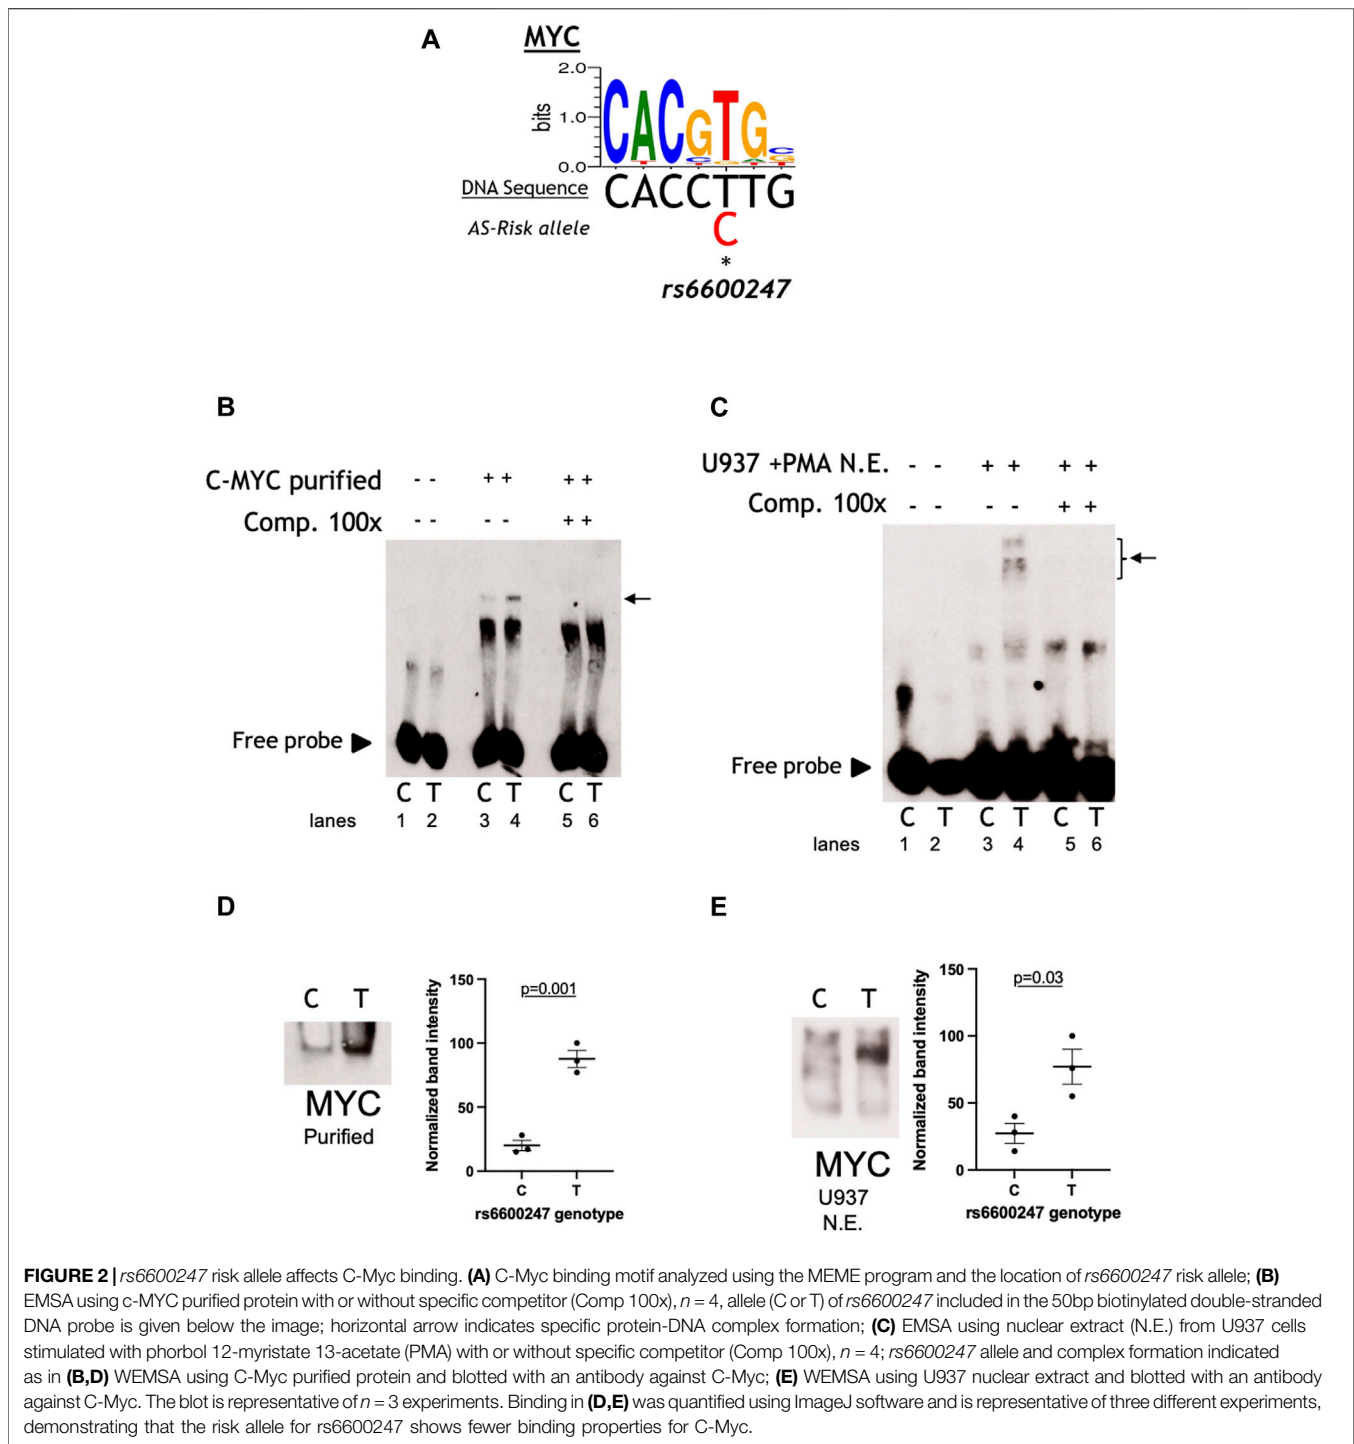 A
MYC
2.0
1.0
0.0
bits
CACGTG
DNA Sequence CACCTTG
AS-Risk allele C
*
rs6600247
B
C-MYC purified - - + + + +
Comp. 100x - - - - + +
Free probe
C T C T C T
lanes 1 2 3 4 5 6
C
U937 +PMA N.E. - - + + + +
Comp. 100x - - - - + +
Free probe
C T C T C T
lanes 1 2 3 4 5 6
D
C T
MYC
Purified
Normalized band intensity
150
100
50
0
p=0.001
C T
rs6600247 genotype
E
C T
MYC
U937
N.E.
Normalized band intensity
150
100
50
0
p=0.03
C T
rs6600247 genotype
FIGURE 2 | rs6600247 risk allele affects C-Myc binding. (A) C-Myc binding motif analyzed using the MEME program and the location of rs6600247 risk allele; (B)
EMSA using c-MYC purified protein with or without specific competitor (Comp 100x), n = 4, allele (C or T) of rs6600247 included in the 50bp biotinylated double-stranded
DNA probe is given below the image; horizontal arrow indicates specific protein-DNA complex formation; (C) EMSA using nuclear extract (N.E.) from U937 cells
stimulated with phorbol 12-myristate 13-acetate (PMA) with or without specific competitor (Comp 100x), n = 4; rs6600247 allele and complex formation indicated
as in (B,D) WEMSA using C-Myc purified protein and blotted with an antibody against C-Myc; (E) WEMSA using U937 nuclear extract and blotted with an antibody
against C-Myc. The blot is representative of n = 3 experiments. Binding in (D,E) was quantified using ImageJ software and is representative of three different experiments,
demonstrating that the risk allele for rs6600247 shows fewer binding properties for C-Myc.